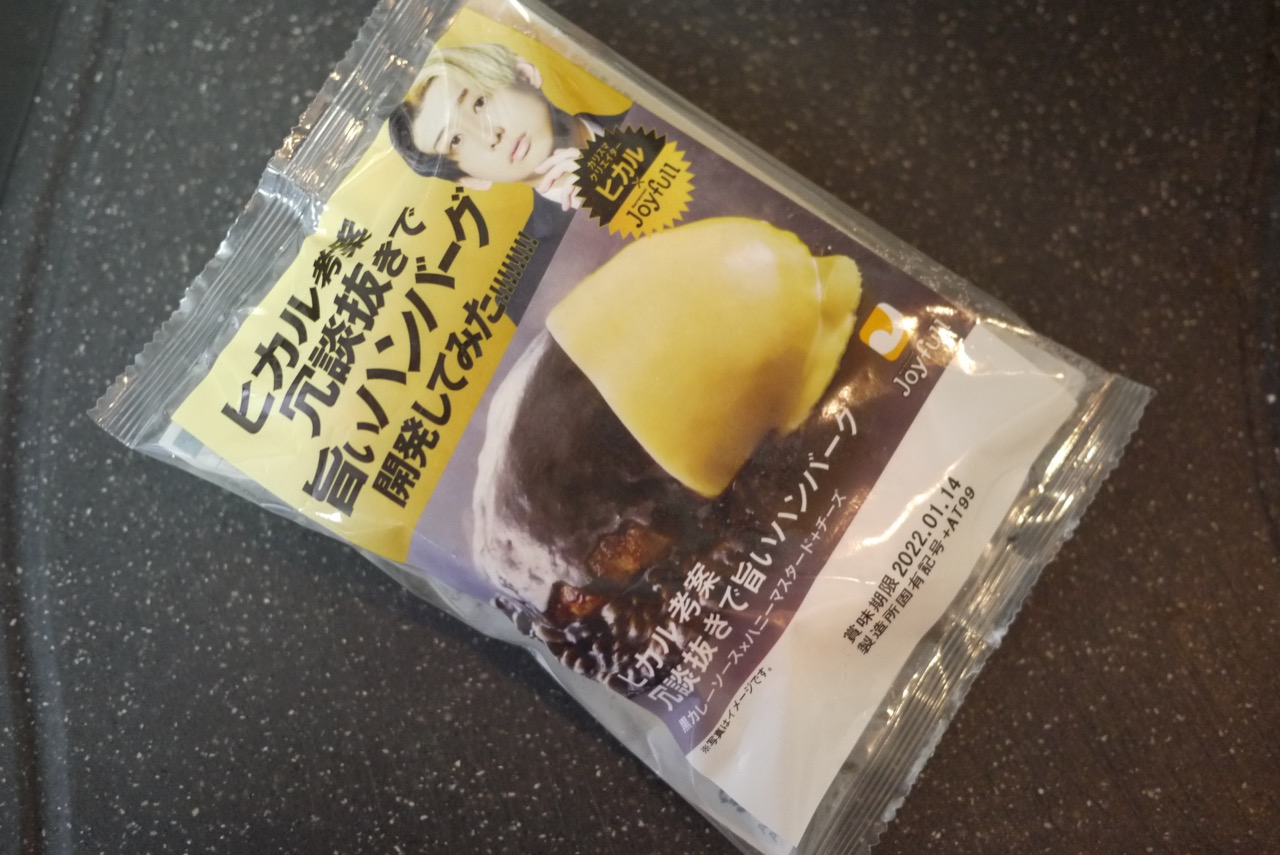 ヒカル考案
冗談抜きで
旨いハンバーグ
開発してみた!!!!!!!!!!
カリスマ
クリエイター
ヒカル
×
Joyfull
Joyfull
ヒカル考案
冗談抜きで旨いハンバーグ
黒カレーソース×ハニーマスタード+チーズ
※写真はイメージです。
賞味期限 2022.01.14
製造所固有記号+AT99